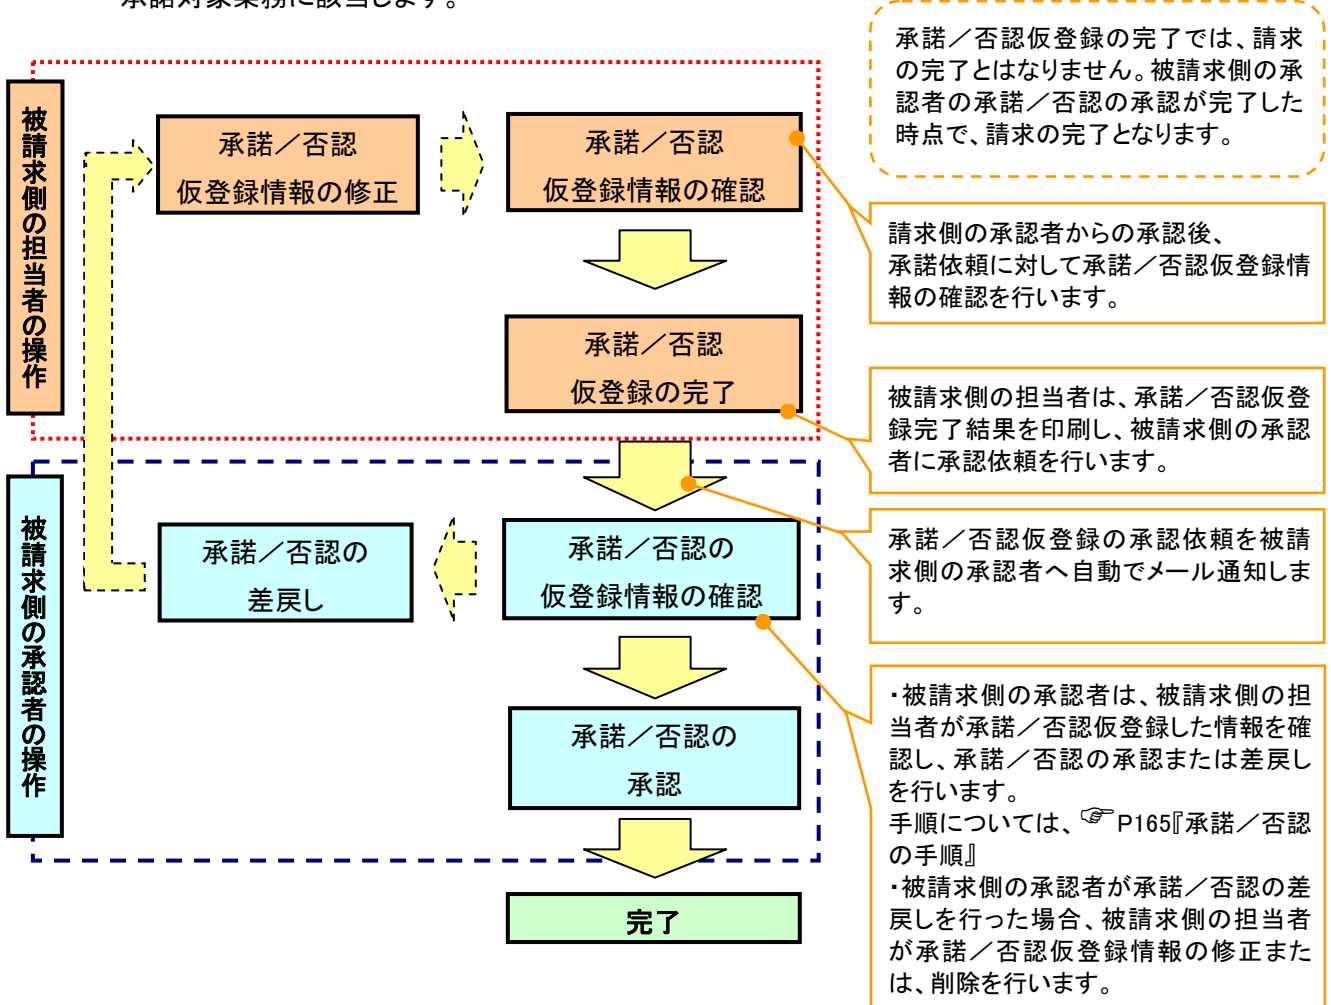 承諾対象業務に該当します。
承諾／否認仮登録の完了では、請求
の完了とはなりません。被請求側の承
認者の承諾／否認の承認が完了した
時点で、請求の完了となります。
被請求側の担当者の操作
承諾／否認
仮登録情報の修正
承諾／否認
仮登録情報の確認
請求側の承認者からの承認後、
承諾依頼に対して承諾／否認仮登録情
報の確認を行います。
承諾／否認
仮登録の完了
被請求側の担当者は、承諾／否認仮登
録完了結果を印刷し、被請求側の承認
者に承認依頼を行います。
被請求側の承認者の操作
承諾／否認の
差戻し
承諾／否認の
仮登録情報の確認
承諾／否認仮登録の承認依頼を被請
求側の承認者へ自動でメール通知しま
す。
承諾／否認の
承認
・被請求側の承認者は、被請求側の担
当者が承諾／否認仮登録した情報を確
認し、承諾／否認の承認または差戻し
を行います。
手順については、☞P165『承諾／否認
の手順』
・被請求側の承認者が承諾／否認の差
戻しを行った場合、被請求側の担当者
が承諾／否認仮登録情報の修正また
は、削除を行います。
完了